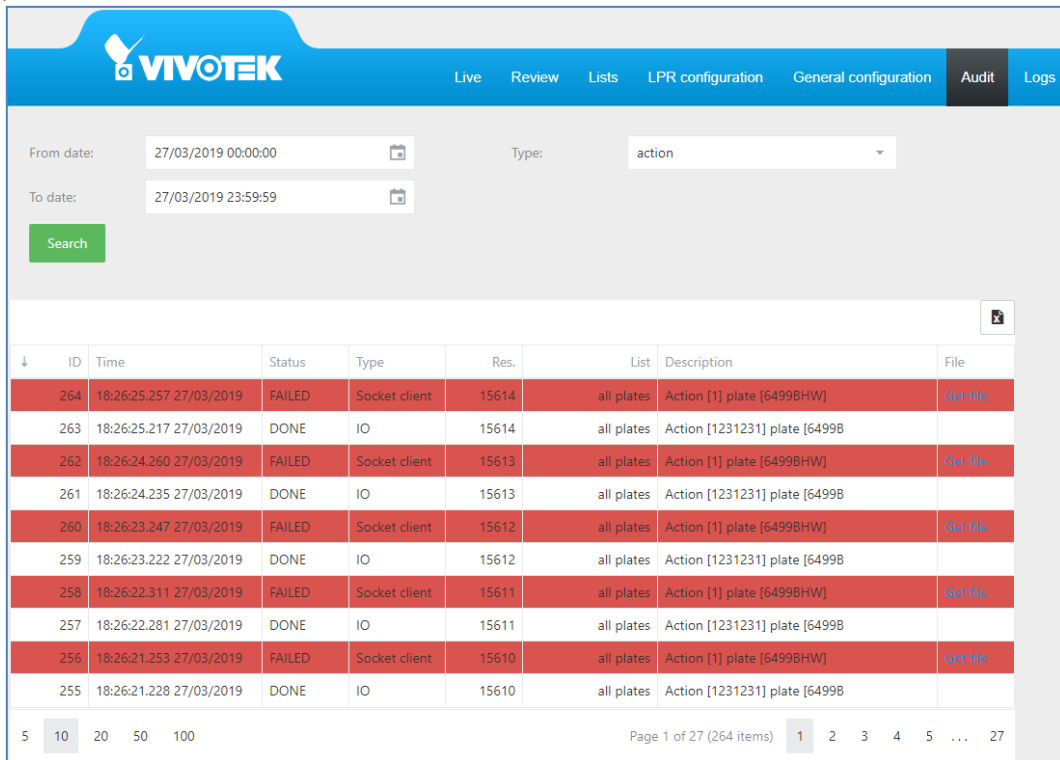 VIVOTEK
Live Review Lists LPR configuration General configuration Audit Logs
From date: 27/03/2019 00:00:00 Type: action
To date: 27/03/2019 23:59:59
Search
↓ ID Time Status Type Res. List Description File
264 18:26:25.257 27/03/2019 FAILED Socket client 15614 all plates Action [1] plate [6499BHW] Get file
263 18:26:25.217 27/03/2019 DONE IO 15614 all plates Action [1231231] plate [6499B
262 18:26:24.260 27/03/2019 FAILED Socket client 15613 all plates Action [1] plate [6499BHW] Get file
261 18:26:24.235 27/03/2019 DONE IO 15613 all plates Action [1231231] plate [6499B
260 18:26:23.247 27/03/2019 FAILED Socket client 15612 all plates Action [1] plate [6499BHW] Get file
259 18:26:23.222 27/03/2019 DONE IO 15612 all plates Action [1231231] plate [6499B
258 18:26:22.311 27/03/2019 FAILED Socket client 15611 all plates Action [1] plate [6499BHW] Get file
257 18:26:22.281 27/03/2019 DONE IO 15611 all plates Action [1231231] plate [6499B
256 18:26:21.253 27/03/2019 FAILED Socket client 15610 all plates Action [1] plate [6499BHW] Get file
255 18:26:21.228 27/03/2019 DONE IO 15610 all plates Action [1231231] plate [6499B
5 10 20 50 100 Page 1 of 27 (264 items) 1 2 3 4 5 ... 27